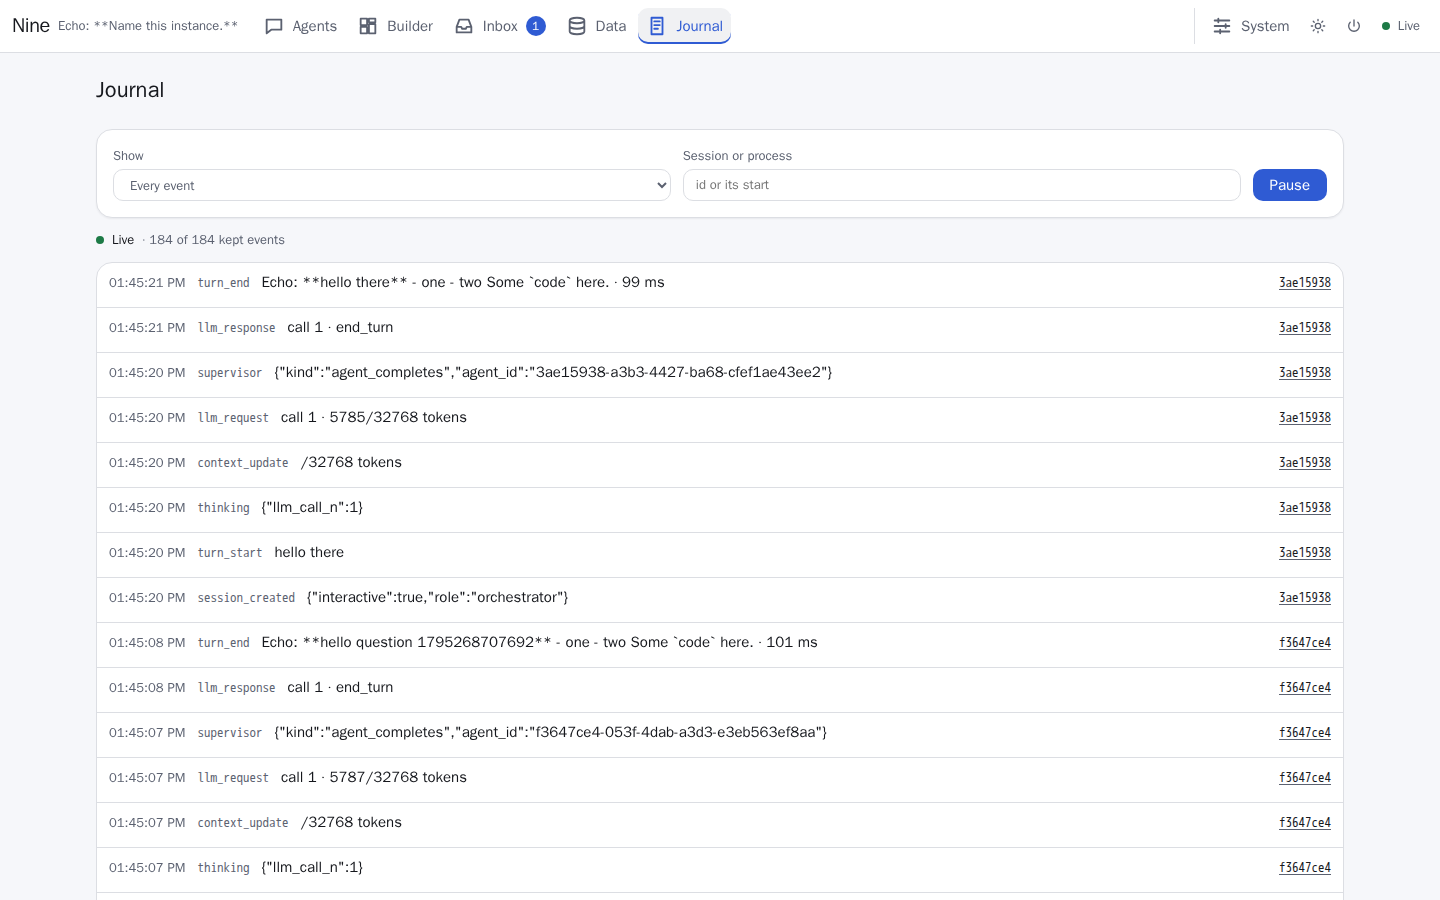 Nine Echo: **Name this instance.** Agents Builder Inbox 1 Data Journal System Live
Journal
Show Session or process
Every event id or its start Pause
Live · 184 of 184 kept events
01:45:21 PM turn_end Echo: **hello there** - one - two Some `code` here. · 99 ms 3ae15938
01:45:21 PM llm_response call 1 · end_turn 3ae15938
01:45:20 PM supervisor {"kind":"agent_completes","agent_id":"3ae15938-a3b3-4427-ba68-cfef1ae43ee2"} 3ae15938
01:45:20 PM llm_request call 1 · 5785/32768 tokens 3ae15938
01:45:20 PM context_update /32768 tokens 3ae15938
01:45:20 PM thinking {"llm_call_n":1} 3ae15938
01:45:20 PM turn_start hello there 3ae15938
01:45:20 PM session_created {"interactive":true,"role":"orchestrator"} 3ae15938
01:45:08 PM turn_end Echo: **hello question 1795268707692** - one - two Some `code` here. · 101 ms f3647ce4
01:45:08 PM llm_response call 1 · end_turn f3647ce4
01:45:07 PM supervisor {"kind":"agent_completes","agent_id":"f3647ce4-053f-4dab-a3d3-e3eb563ef8aa"} f3647ce4
01:45:07 PM llm_request call 1 · 5787/32768 tokens f3647ce4
01:45:07 PM context_update /32768 tokens f3647ce4
01:45:07 PM thinking {"llm_call_n":1} f3647ce4